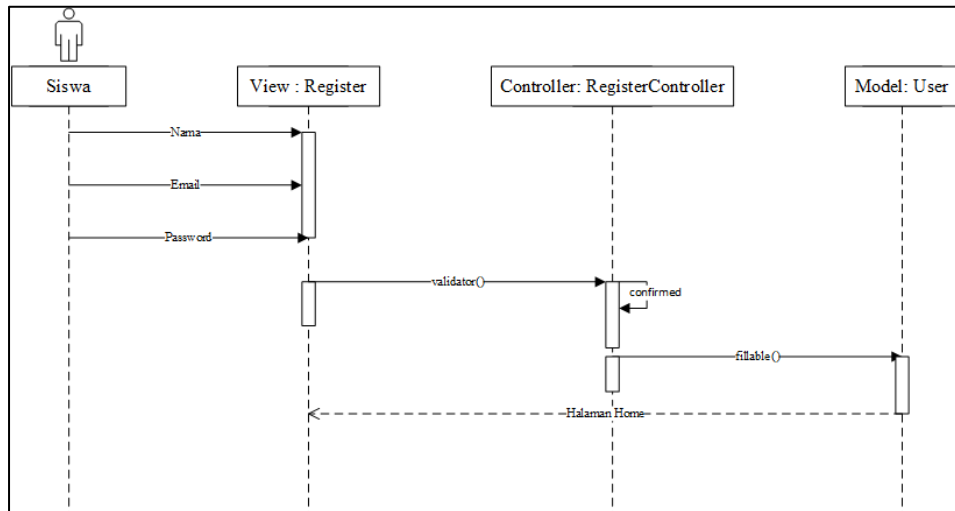 Siswa
View : Register
Controller: RegisterController
Model: User
Nama
Email
Password
validator()
confirmed
fillable()
Halaman Home